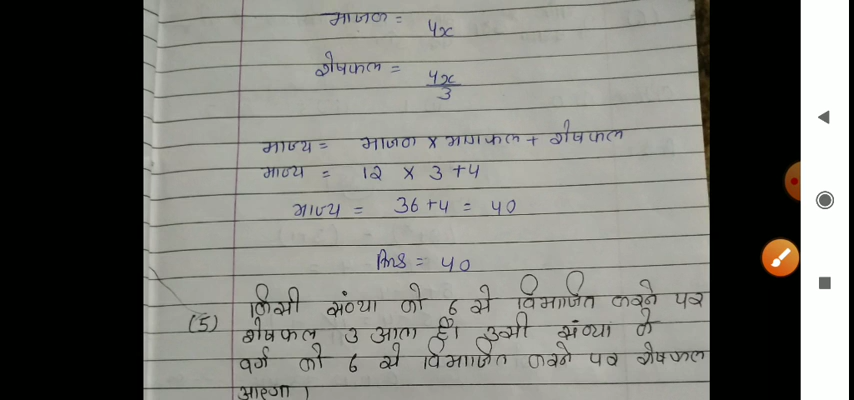 भाजक = 4x
शेषफल = 4x/3
भाज्य = भाजक × भागफल + शेषफल
भाज्य = 12 × 3 + 4
भाज्य = 36 + 4 = 40
Ans = 40
(5) किसी संख्या को 6 से विभाजित करने पर
शेषफल 3 आता है। उसी संख्या के
वर्ग को 6 से विभाजित करने पर शेषफल
आएगा।